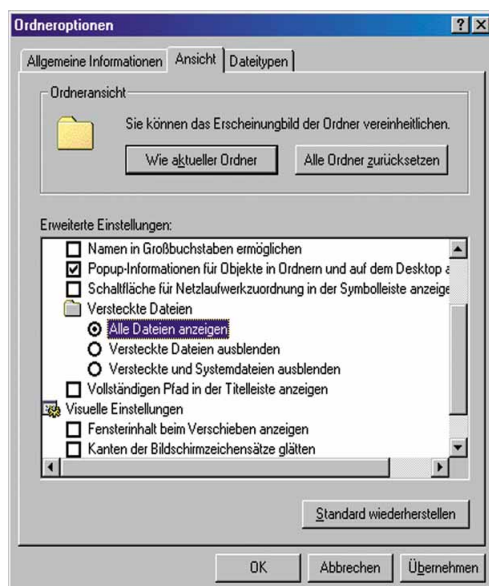 Ordneroptionen
Allgemeine Informationen Ansicht Dateitypen
Ordneransicht
Sie können das Erscheinungbild der Ordner vereinheitlichen.
Wie aktueller Ordner Alle Ordner zurücksetzen
Erweiterte Einstellungen:
Namen in Großbuchstaben ermöglichen
Popup-Informationen für Objekte in Ordnern und auf dem Desktop a
Schaltfläche für Netzlaufwerkzuordnung in der Symbolleiste anzeige
Versteckte Dateien
Alle Dateien anzeigen
Versteckte Dateien ausblenden
Versteckte und Systemdateien ausblenden
Vollständigen Pfad in der Titelleiste anzeigen
Visuelle Einstellungen
Fensterinhalt beim Verschieben anzeigen
Kanten der Bildschirmzeichensätze glätten
Standard wiederherstellen
OK Abbrechen Übernehmen